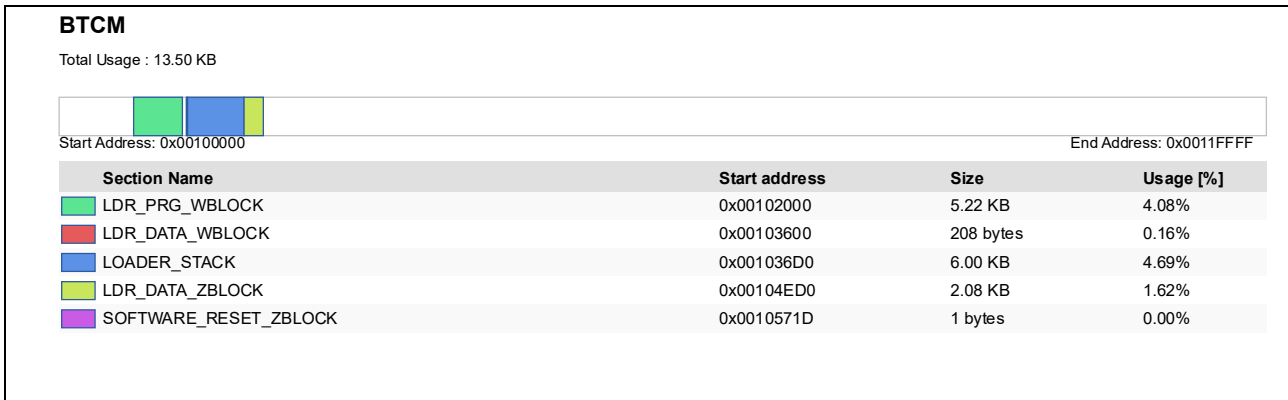 BTCM
Total Usage : 13.50 KB
Start Address: 0x00100000 End Address: 0x0011FFFF
Section Name Start address Size Usage [%]
LDR_PRG_WBLOCK 0x00102000 5.22 KB 4.08%
LDR_DATA_WBLOCK 0x00103600 208 bytes 0.16%
LOADER_STACK 0x001036D0 6.00 KB 4.69%
LDR_DATA_ZBLOCK 0x00104ED0 2.08 KB 1.62%
SOFTWARE_RESET_ZBLOCK 0x0010571D 1 bytes 0.00%